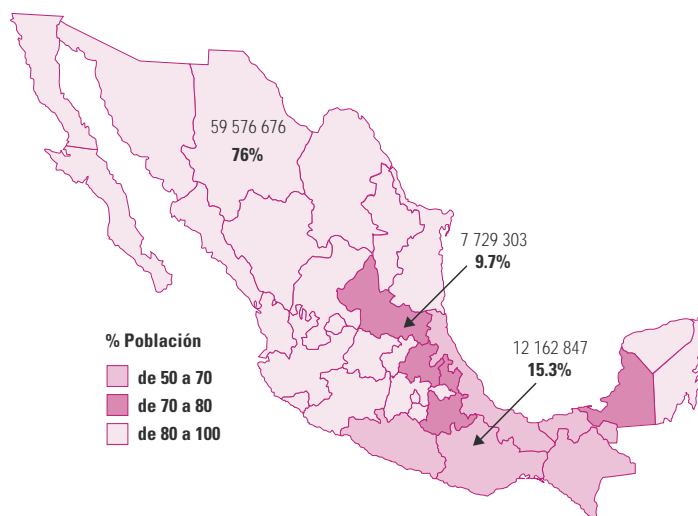 59 576 676
76%
7 729 303
9.7%
12 162 847
15.3%
% Población
de 50 a 70
de 70 a 80
de 80 a 100